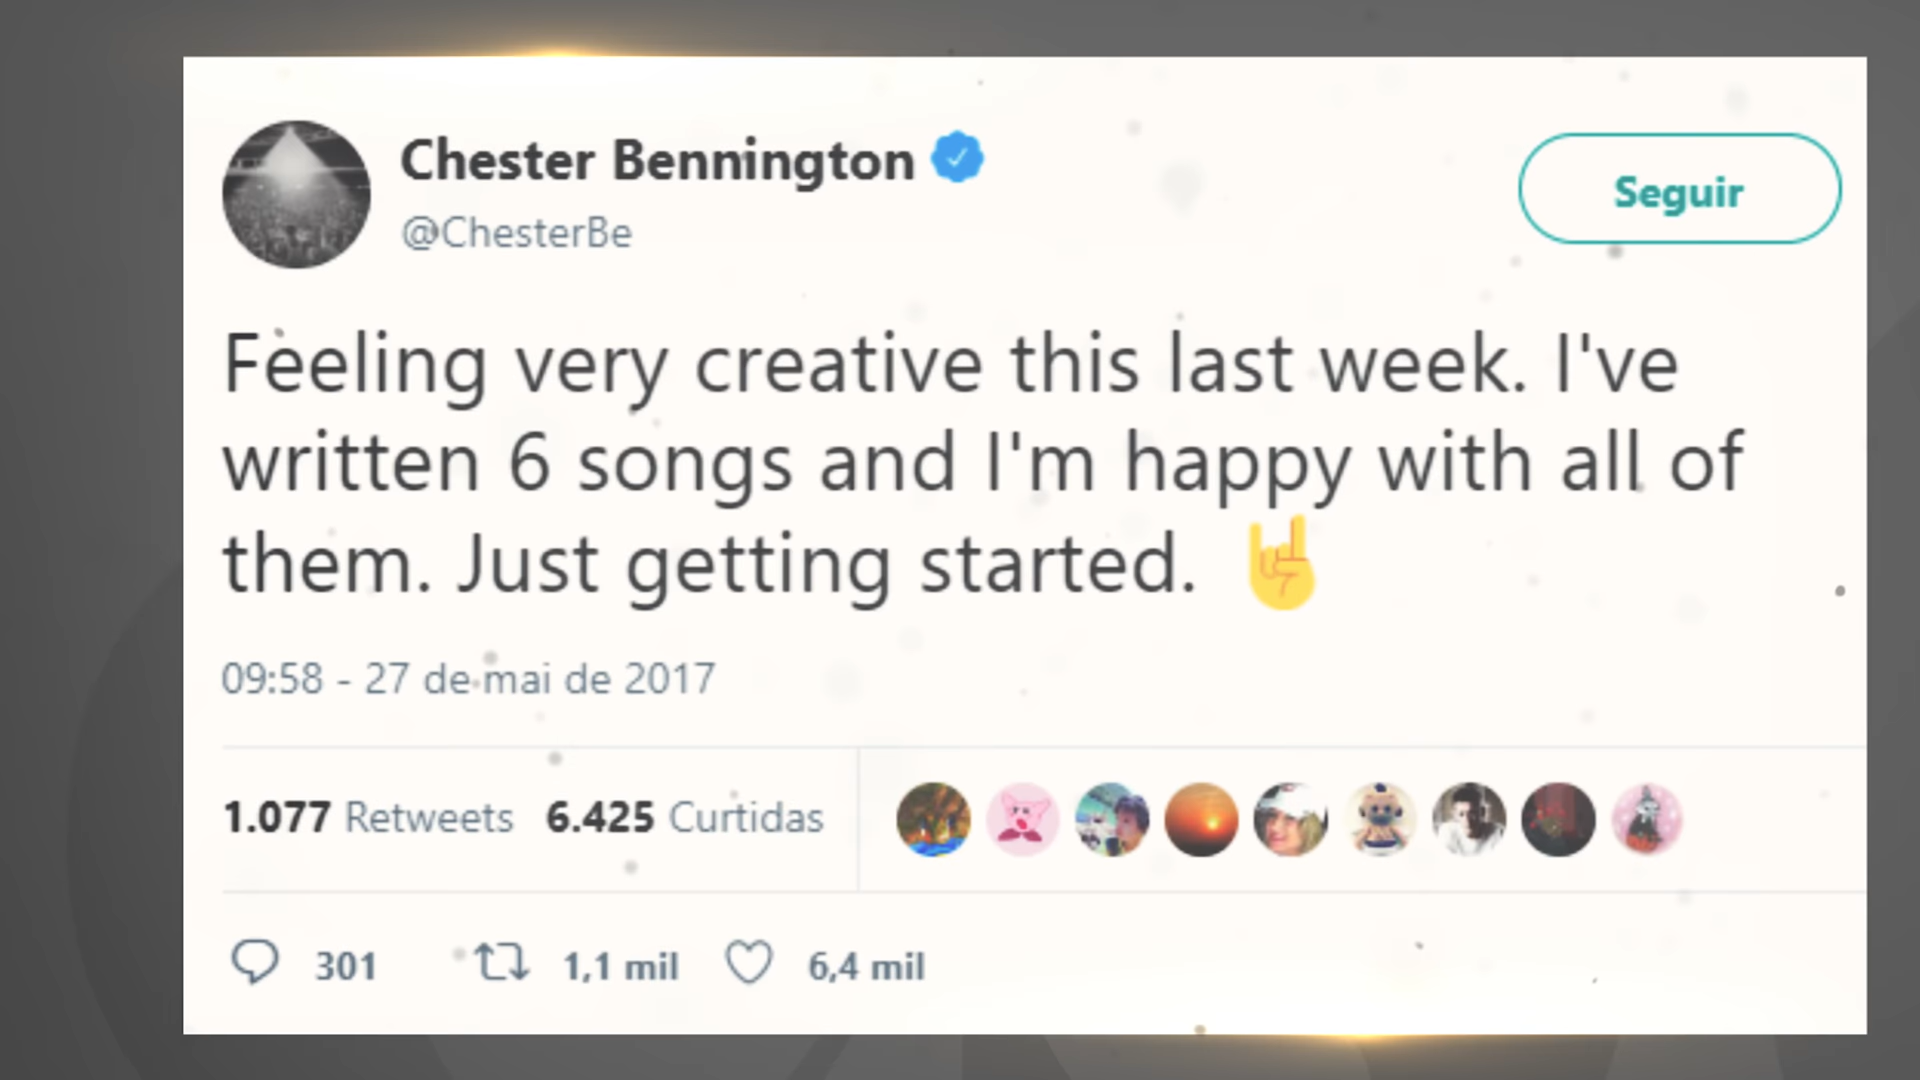 Chester Bennington
@ChesterBe
Seguir
Feeling very creative this last week. I've
written 6 songs and I'm happy with all of
them. Just getting started. 🤘
09:58 - 27 de mai de 2017
1.077 Retweets 6.425 Curtidas
301 1,1 mil 6,4 mil